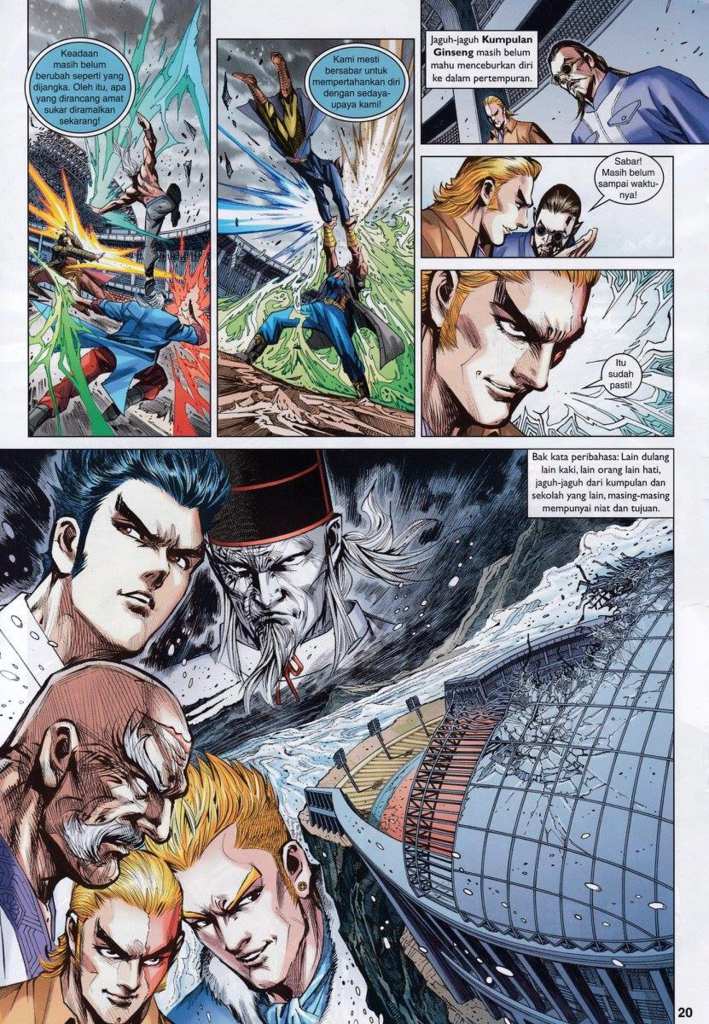 Keadaan
masih belum
berubah seperti yang
dijangka. Oleh itu, apa
yang dirancang amat
sukar diramalkan
sekarang!
Kami mesti
bersabar untuk
mempertahankan diri
dengan sedaya-
upaya kami!
Jaguh-jaguh Kumpulan
Ginseng masih belum
mahu menceburkan diri
ke dalam pertempuran.
Sabar!
Masih belum
sampai waktu-
nya!
Itu
sudah
pasti!
Bak kata peribahasa: Lain dulang
lain kaki, lain orang lain hati,
jaguh-jaguh dari kumpulan dan
sekolah yang lain, masing-masing
mempunyai niat dan tujuan.
20